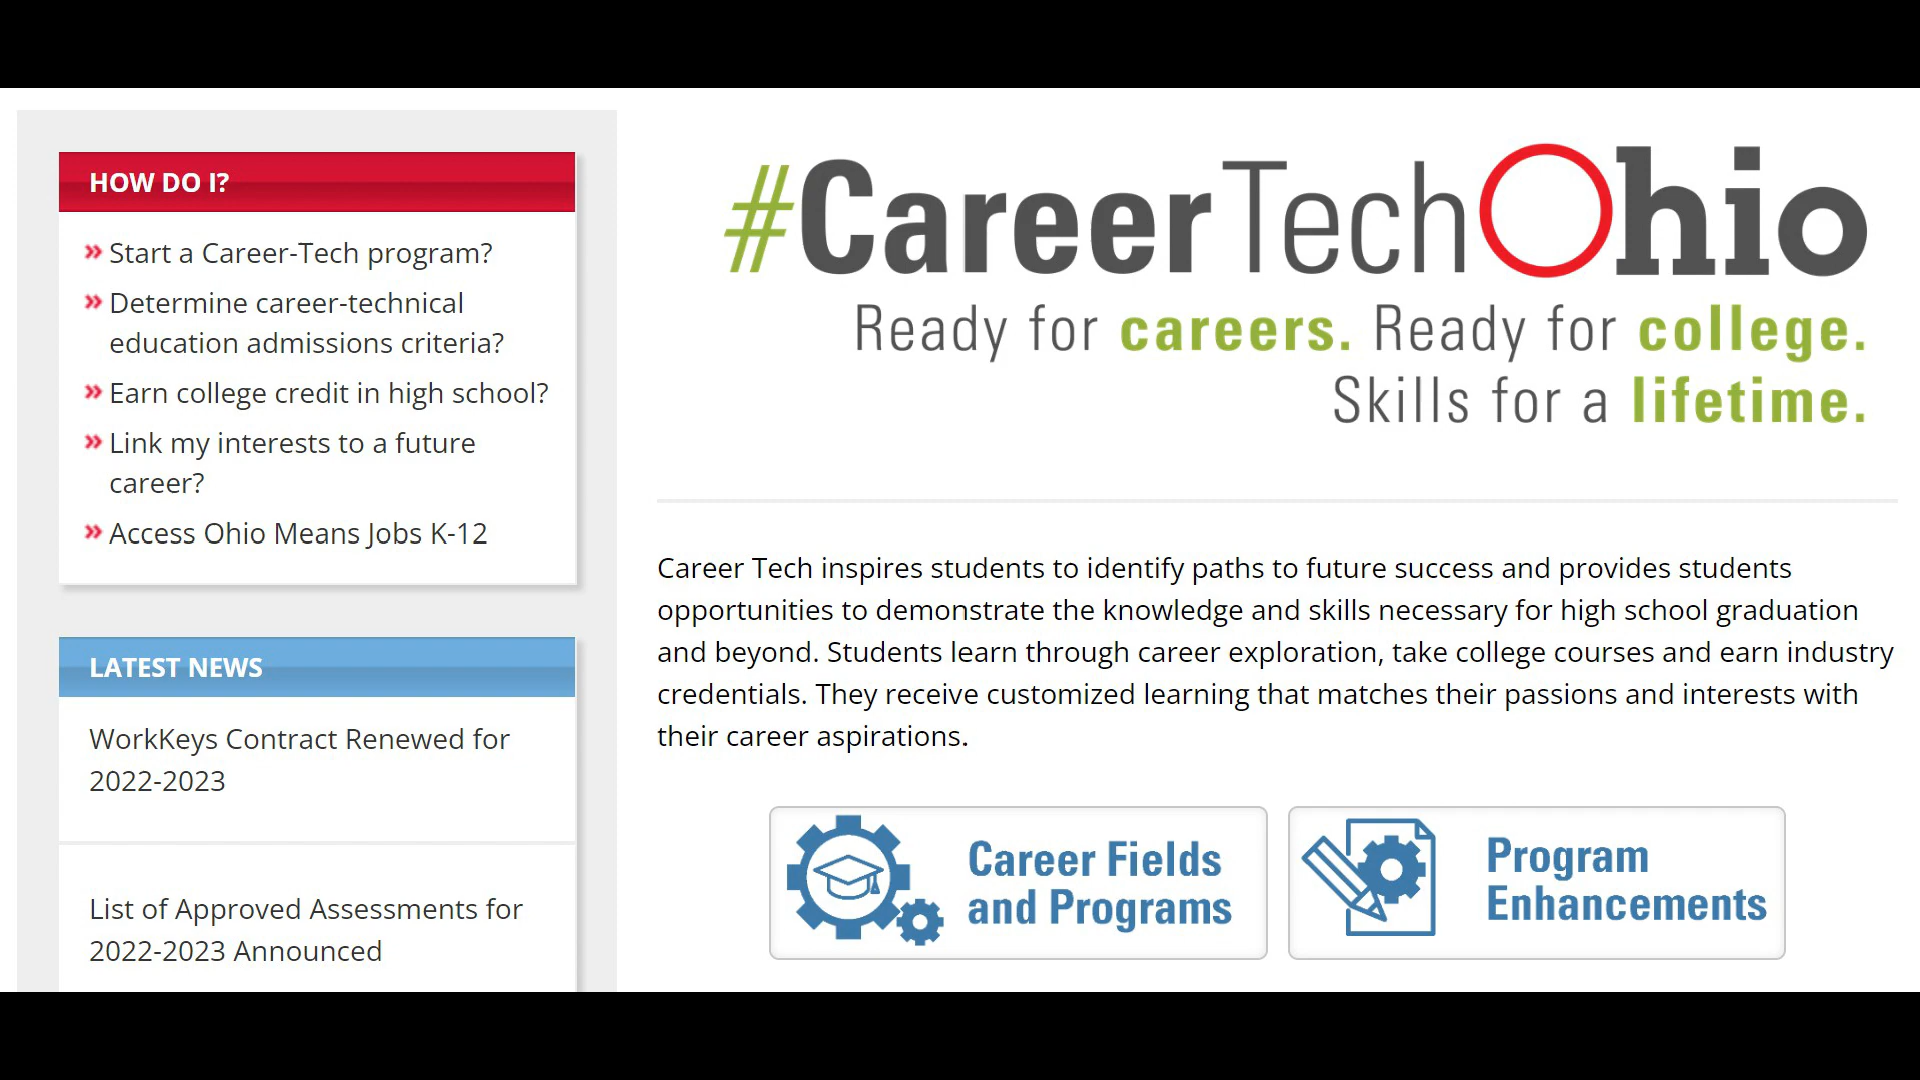 HOW DO I?
» Start a Career-Tech program?
» Determine career-technical
education admissions criteria?
» Earn college credit in high school?
» Link my interests to a future
career?
» Access Ohio Means Jobs K-12
LATEST NEWS
WorkKeys Contract Renewed for
2022-2023
List of Approved Assessments for
2022-2023 Announced
#CareerTechOhio
Ready for careers. Ready for college.
Skills for a lifetime.
Career Tech inspires students to identify paths to future success and provides students
opportunities to demonstrate the knowledge and skills necessary for high school graduation
and beyond. Students learn through career exploration, take college courses and earn industry
credentials. They receive customized learning that matches their passions and interests with
their career aspirations.
Career Fields
and Programs
Program
Enhancements